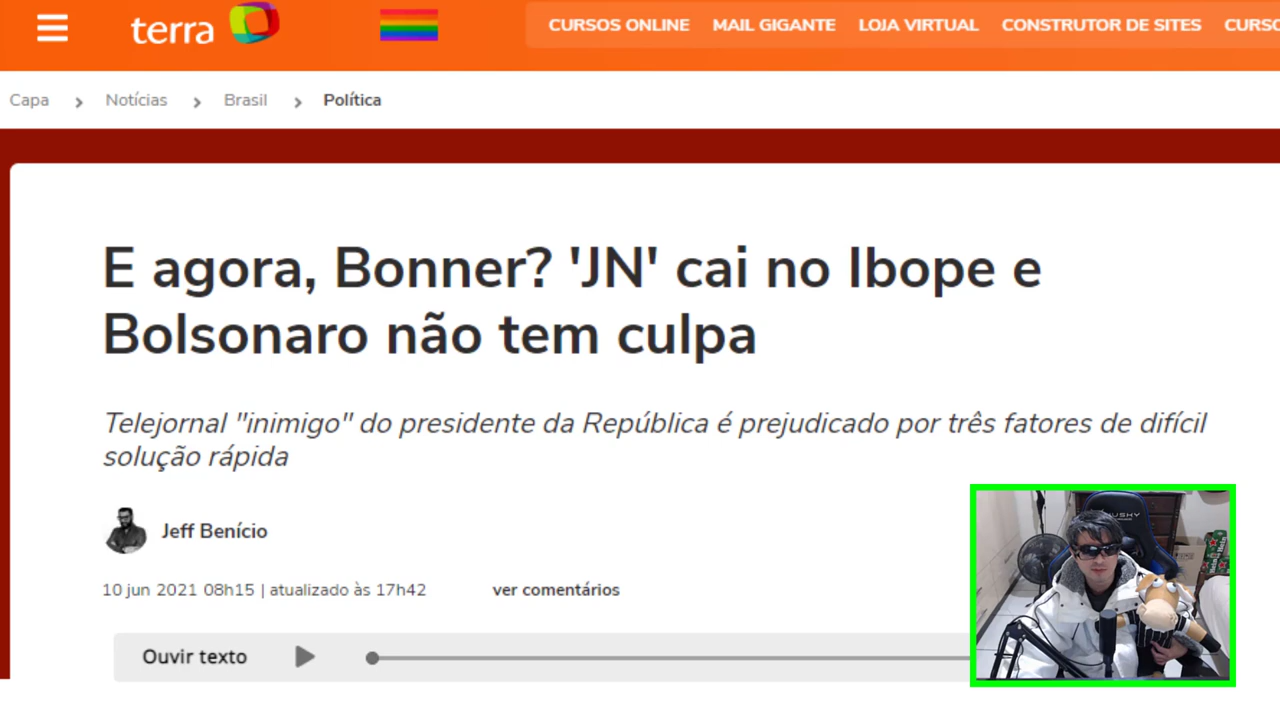 terra
CURSOS ONLINE MAIL GIGANTE LOJA VIRTUAL CONSTRUTOR DE SITES CURSO
Capa > Notícias > Brasil > Política
E agora, Bonner? 'JN' cai no Ibope e
Bolsonaro não tem culpa
Telejornal "inimigo" do presidente da República é prejudicado por três fatores de difícil
solução rápida
Jeff Benício
10 jun 2021 08h15 | atualizado às 17h42 ver comentários
Ouvir texto
HUSKY